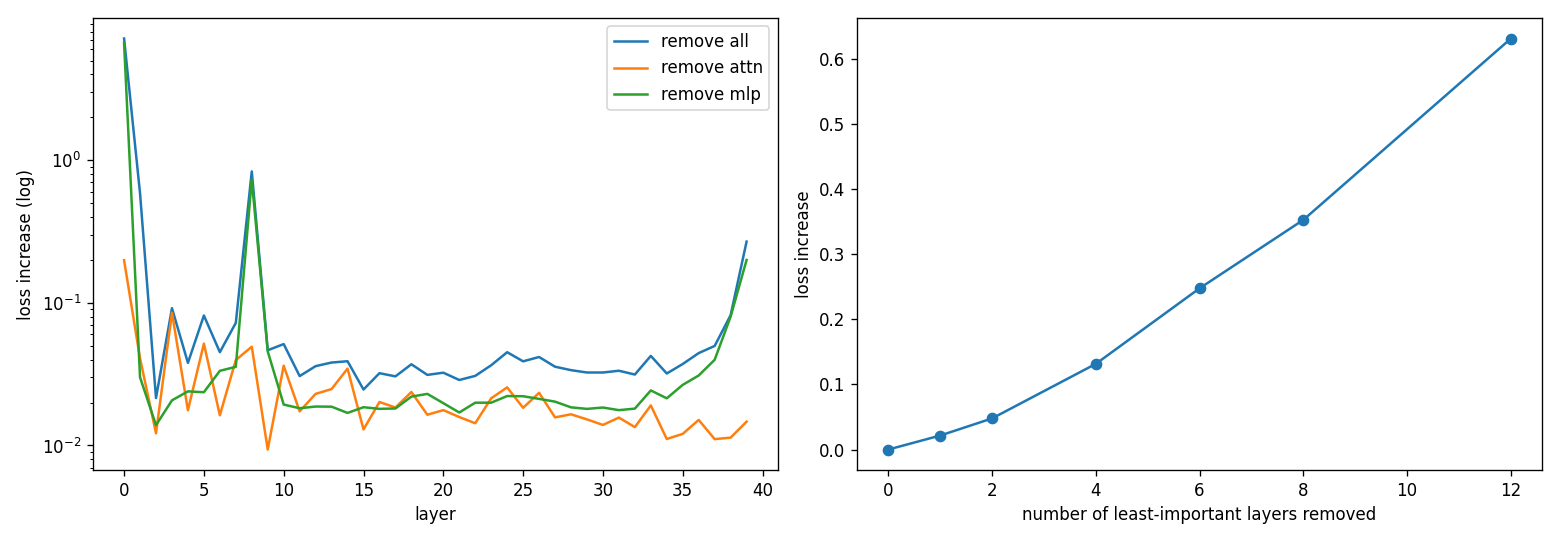 remove all
remove attn
remove mlp
loss increase (log)
10⁰
10⁻¹
10⁻²
0 5 10 15 20 25 30 35 40
layer
loss increase
0.6
0.5
0.4
0.3
0.2
0.1
0.0
0 2 4 6 8 10 12
number of least-important layers removed